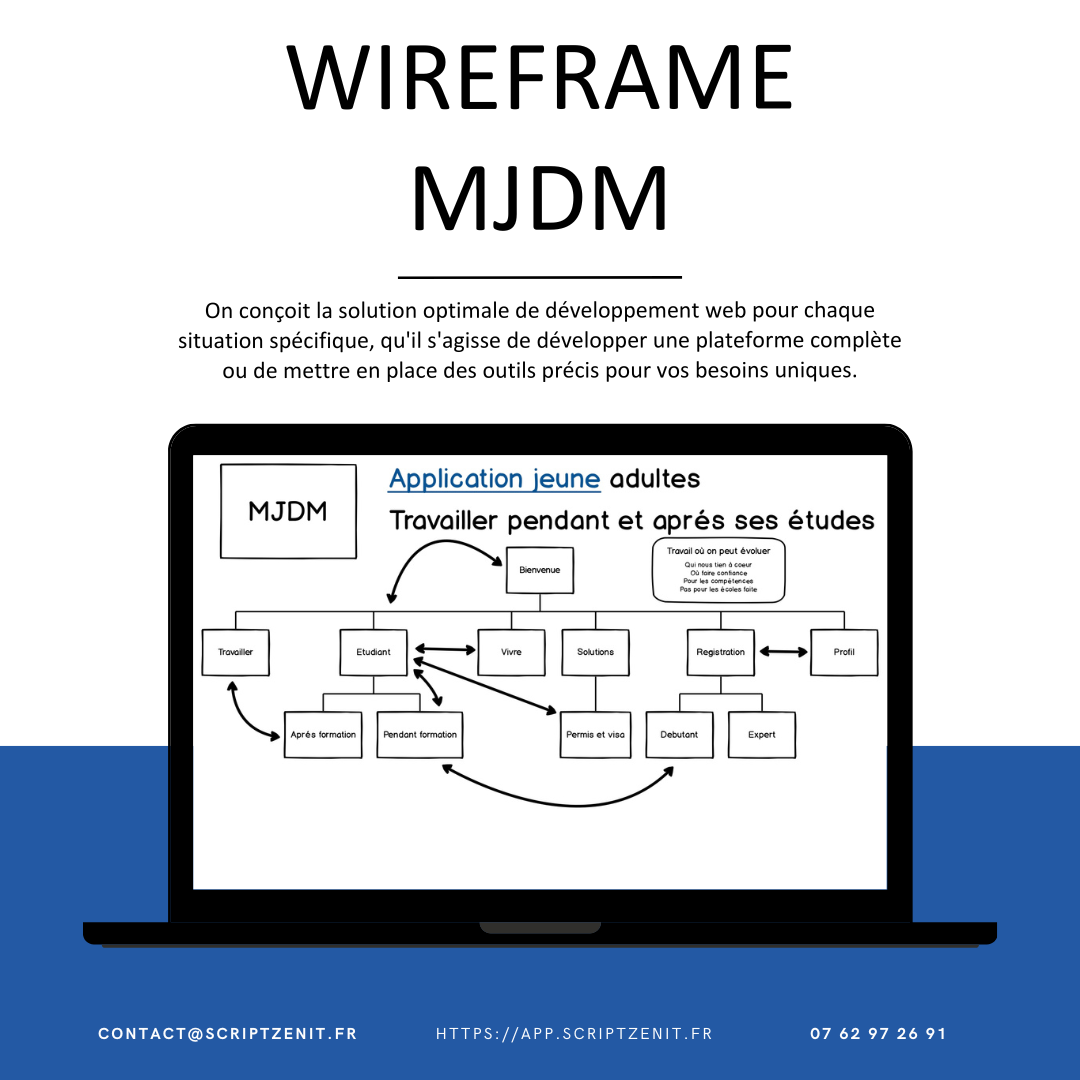 WIREFRAME
MJDM
On conçoit la solution optimale de développement web pour chaque
situation spécifique, qu'il s'agisse de développer une plateforme complète
ou de mettre en place des outils précis pour vos besoins uniques.
MJDM
Application jeune adultes
Travailler pendant et aprés ses études
Bienvenue
Travail où on peut évoluer
Qui nous tien à coeur
Où faire confiance
Pour les compétences
Pas pour les écoles faite
Travailler
Etudiant
Vivre
Solutions
Registration
Profil
Aprés formation
Pendant formation
Permis et visa
Debutant
Expert
CONTACT@SCRIPTZENIT.FR
HTTPS://APP.SCRIPTZENIT.FR
07 62 97 26 91